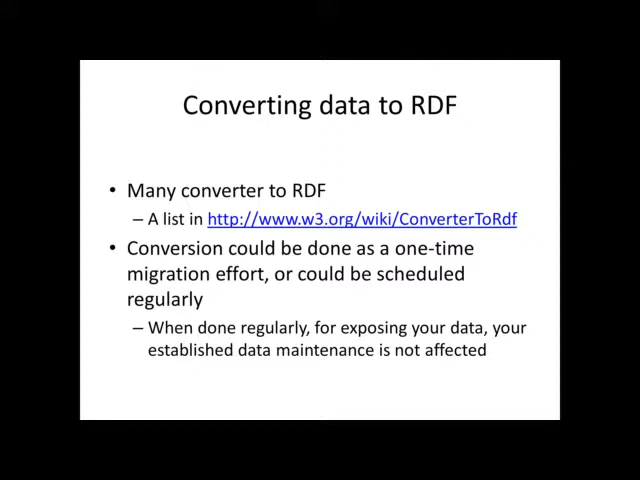 Converting data to RDF
• Many converter to RDF
– A list in http://www.w3.org/wiki/ConverterToRdf
• Conversion could be done as a one-time
migration effort, or could be scheduled
regularly
– When done regularly, for exposing your data, your
established data maintenance is not affected